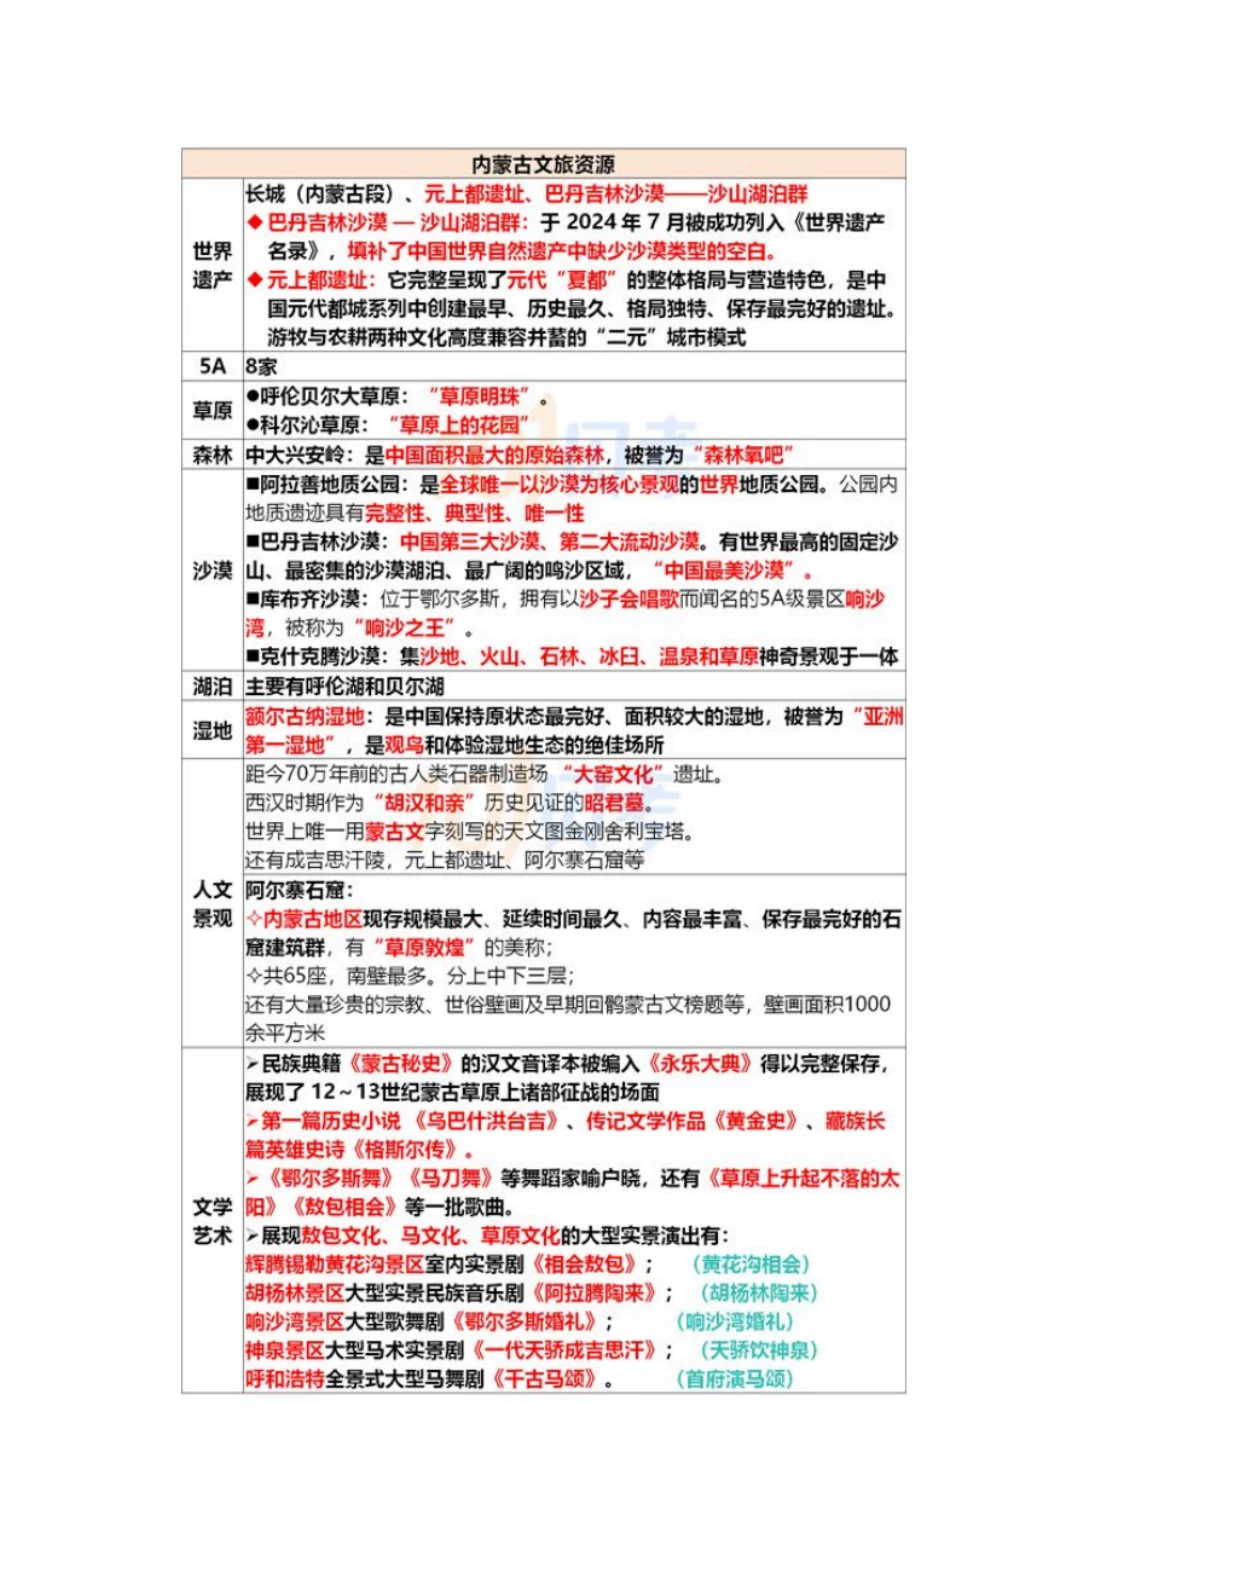 内蒙古文旅资源
世界遗产
长城（内蒙古段）、元上都遗址、巴丹吉林沙漠——沙山湖泊群
◆巴丹吉林沙漠 — 沙山湖泊群：于 2024 年 7 月被成功列入《世界遗产
名录》，填补了中国世界自然遗产中缺少沙漠类型的空白。
◆元上都遗址：它完整呈现了元代“夏都”的整体格局与营造特色，是中
国元代都城系列中创建最早、历史最久、格局独特、保存最完好的遗址。
游牧与农耕两种文化高度兼容并蓄的“二元”城市模式
5A 8家
草原
●呼伦贝尔大草原：“草原明珠”。
●科尔沁草原：“草原上的花园”
森林 中大兴安岭：是中国面积最大的原始森林，被誉为“森林氧吧”
沙漠
■阿拉善地质公园：是全球唯一以沙漠为核心景观的世界地质公园。公园内
地质遗迹具有完整性、典型性、唯一性
■巴丹吉林沙漠：中国第三大沙漠、第二大流动沙漠。有世界最高的固定沙
山、最密集的沙漠湖泊、最广阔的鸣沙区域，“中国最美沙漠”。
■库布齐沙漠：位于鄂尔多斯，拥有以沙子会唱歌而闻名的5A级景区响沙
湾，被称为“响沙之王”。
■克什克腾沙漠：集沙地、火山、石林、冰臼、温泉和草原神奇景观于一体
湖泊 主要有呼伦湖和贝尔湖
湿地
额尔古纳湿地：是中国保持原状态最完好、面积较大的湿地，被誉为“亚洲
第一湿地”，是观鸟和体验湿地生态的绝佳场所
人文景观
距今70万年前的古人类石器制造场 “大窑文化”遗址。
西汉时期作为“胡汉和亲”历史见证的昭君墓。
世界上唯一用蒙古文字刻写的天文图金刚舍利宝塔。
还有成吉思汗陵，元上都遗址、阿尔寨石窟等
阿尔寨石窟：
✧内蒙古地区现存规模最大、延续时间最久、内容最丰富、保存最完好的石
窟建筑群，有“草原敦煌”的美称；
✧共65座，南壁最多。分上中下三层；
还有大量珍贵的宗教、世俗壁画及早期回鹘蒙古文榜题等，壁画面积1000
余平方米
文学艺术
➢民族典籍《蒙古秘史》的汉文音译本被编入《永乐大典》得以完整保存，
展现了 12～13世纪蒙古草原上诸部征战的场面
➢第一篇历史小说 《乌巴什洪台吉》、传记文学作品《黄金史》、藏族长
篇英雄史诗《格斯尔传》。
➢《鄂尔多斯舞》《马刀舞》等舞蹈家喻户晓，还有《草原上升起不落的太
阳》《敖包相会》等一批歌曲。
➢展现敖包文化、马文化、草原文化的大型实景演出有：
辉腾锡勒黄花沟景区室内实景剧《相会敖包》； （黄花沟相会）
胡杨林景区大型实景民族音乐剧《阿拉腾陶来》； （胡杨林陶来）
响沙湾景区大型歌舞剧《鄂尔多斯婚礼》； （响沙湾婚礼）
神泉景区大型马术实景剧《一代天骄成吉思汗》； （天骄饮神泉）
呼和浩特全景式大型马舞剧《千古马颂》。 （首府演马颂）